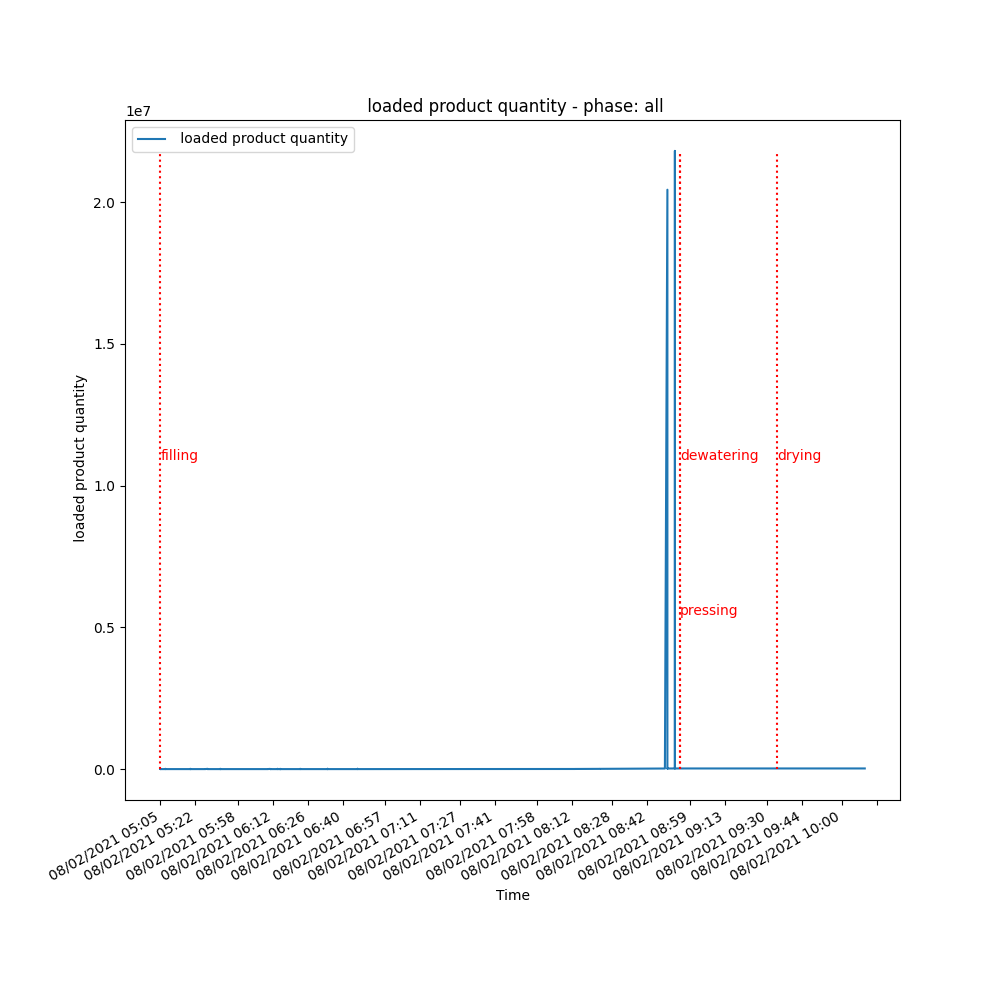 loaded product quantity - phase: all
1e7
loaded product quantity
2.0
1.5
1.0
0.5
0.0
loaded product quantity
filling
dewatering
drying
pressing
08/02/2021 05:05
08/02/2021 05:22
08/02/2021 05:58
08/02/2021 06:12
08/02/2021 06:26
08/02/2021 06:40
08/02/2021 06:57
08/02/2021 07:11
08/02/2021 07:27
08/02/2021 07:41
08/02/2021 07:58
08/02/2021 08:12
08/02/2021 08:28
08/02/2021 08:42
08/02/2021 08:59
08/02/2021 09:13
08/02/2021 09:30
08/02/2021 09:44
08/02/2021 10:00
Time